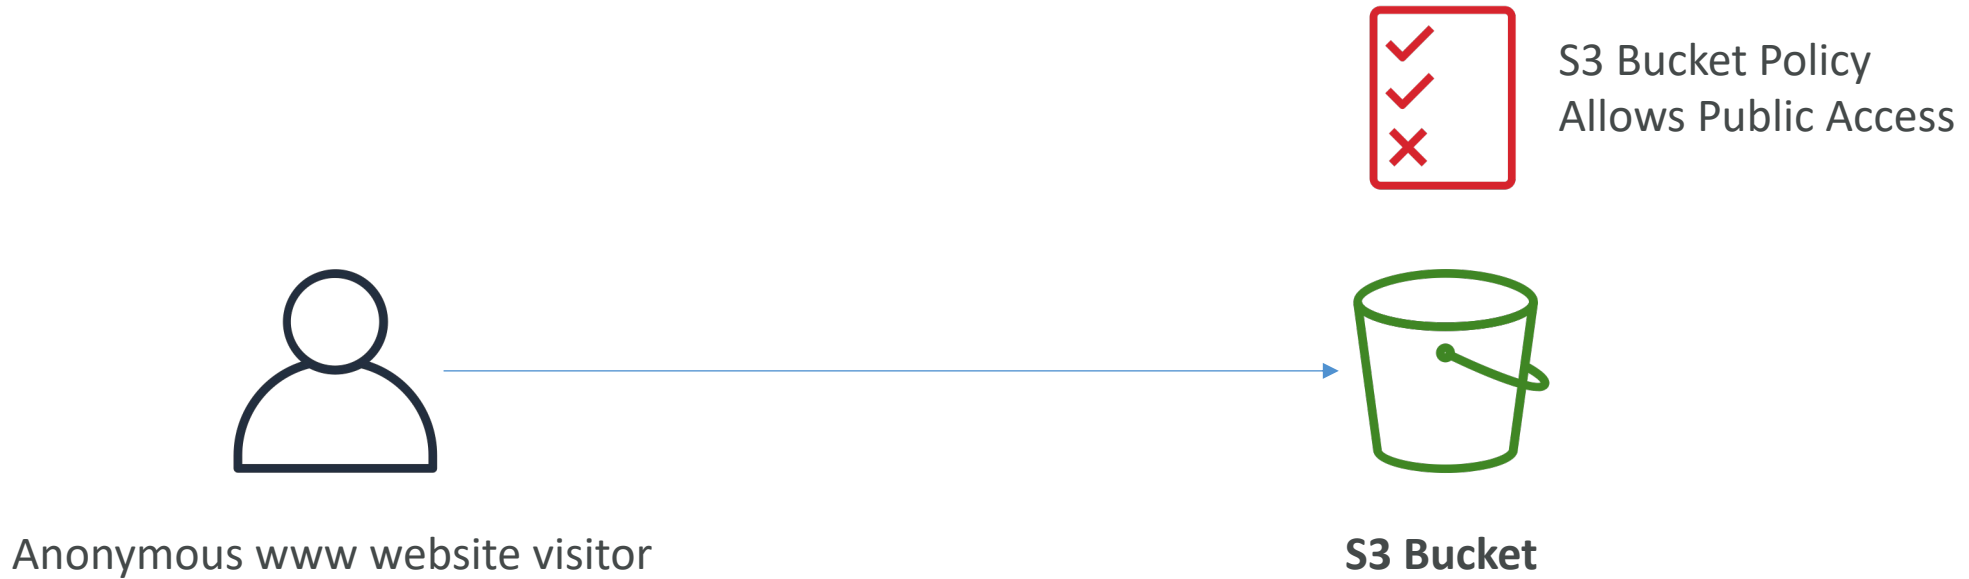 S3 Bucket Policy
Allows Public Access
Anonymous www website visitor
S3 Bucket